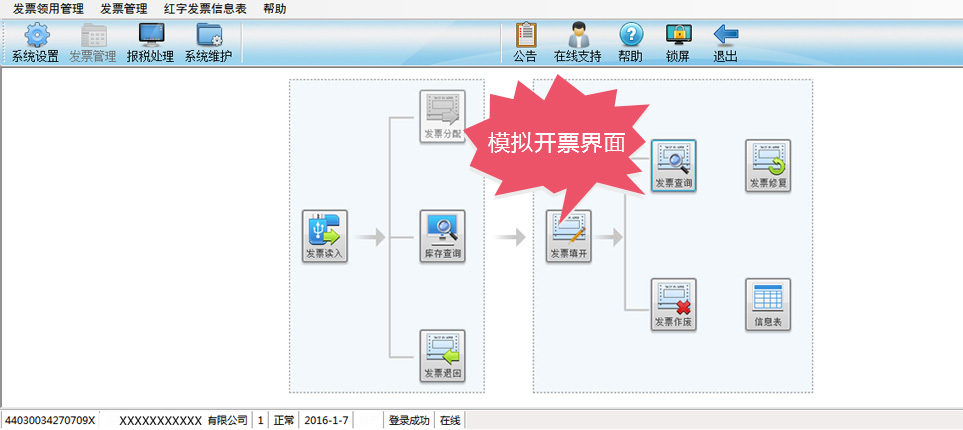 发票领用管理 发票管理 红字发票信息表 帮助
系统设置 发票管理 报税处理 系统维护 公告 在线支持 帮助 锁屏 退出
发票分配
模拟开票界面
发票查询 发票修复
发票读入 库存查询 发票填开
发票作废 信息表
发票退回
44030034270709X XXXXXXXXXXX 有限公司 1 正常 2016-1-7 登录成功 在线